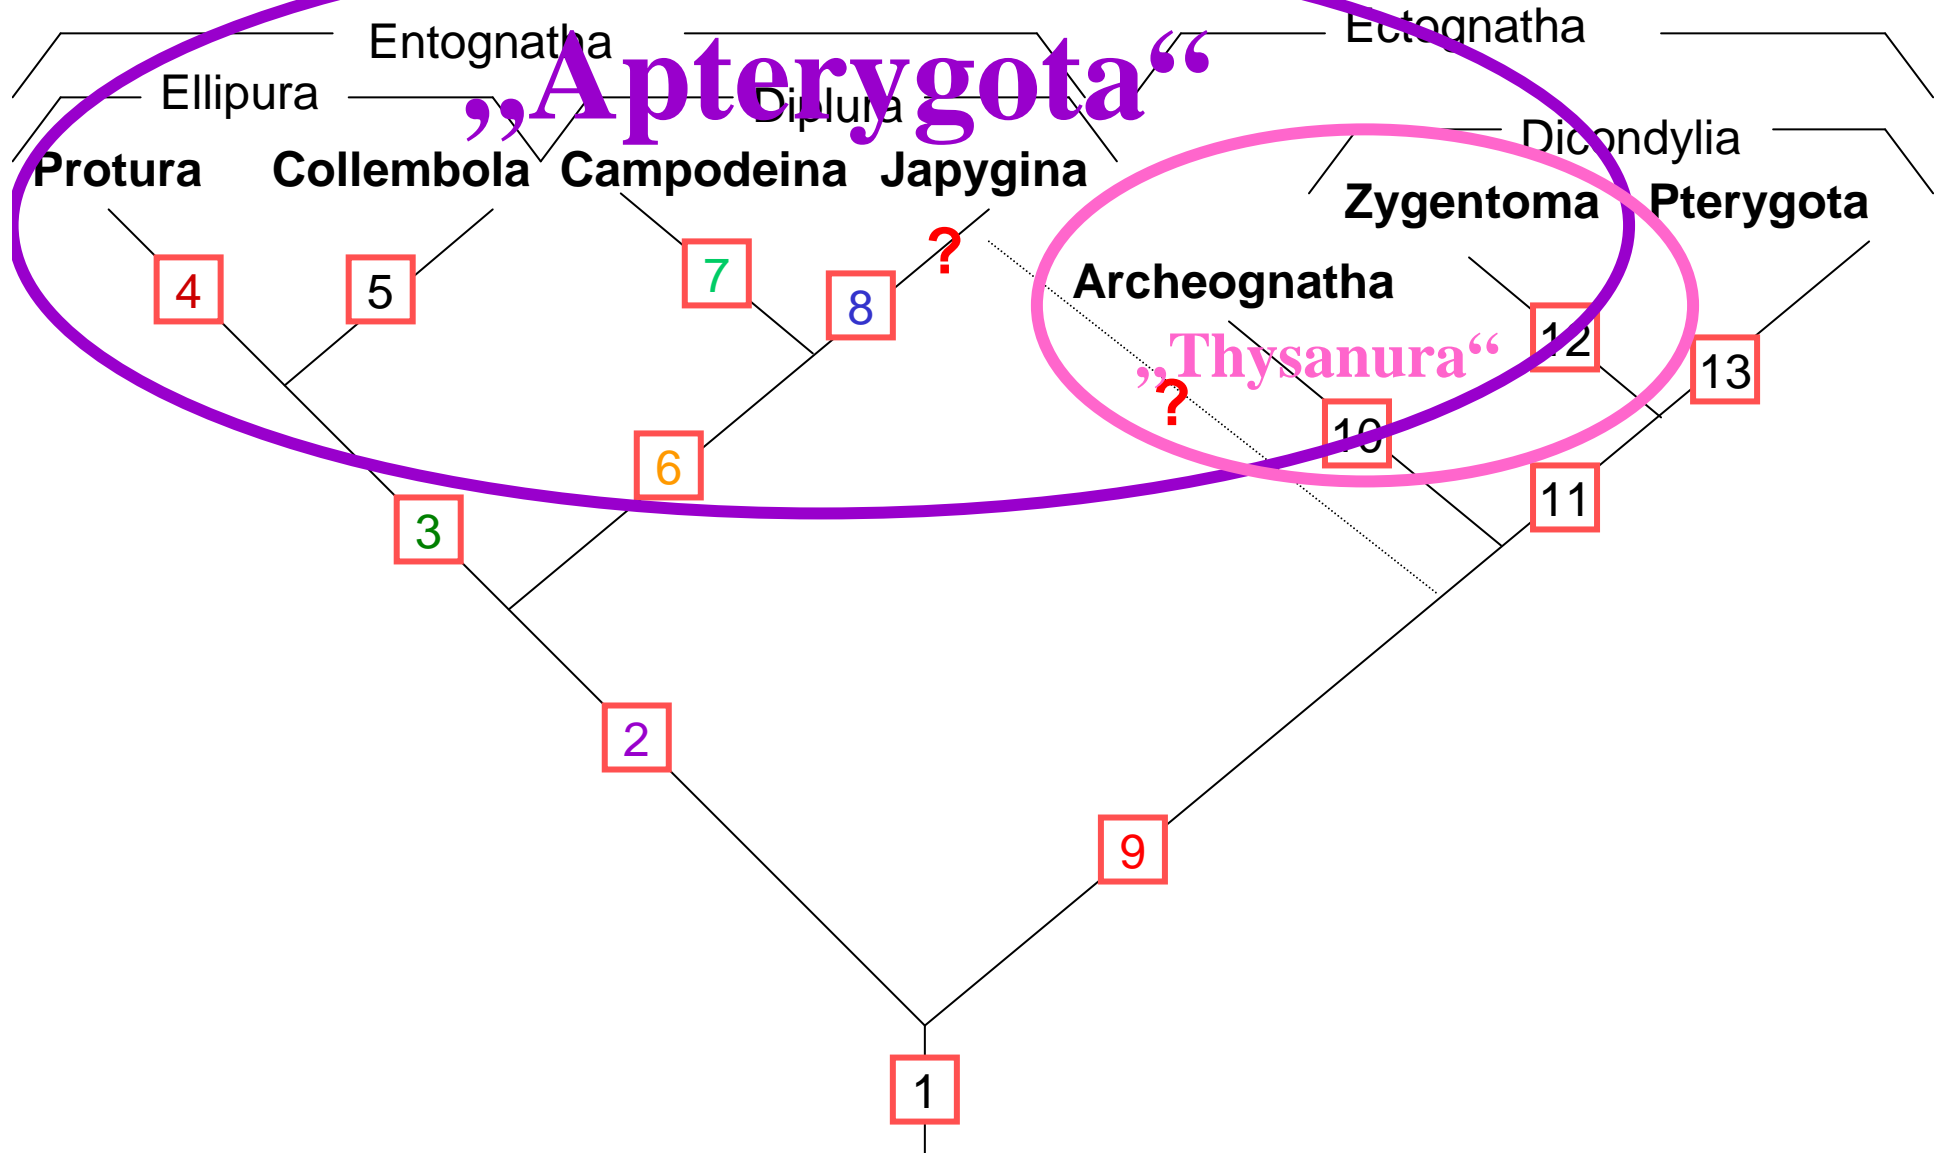 Entognatha
Ectognatha
„Apterygota“
Ellipura
Diplura
Dicondylia
Protura
Collembola
Campodeina
Japygina
Zygentoma
Pterygota
?
Archeognatha
4
5
7
8
„Thysanura“
12
13
?
10
6
11
3
2
9
1